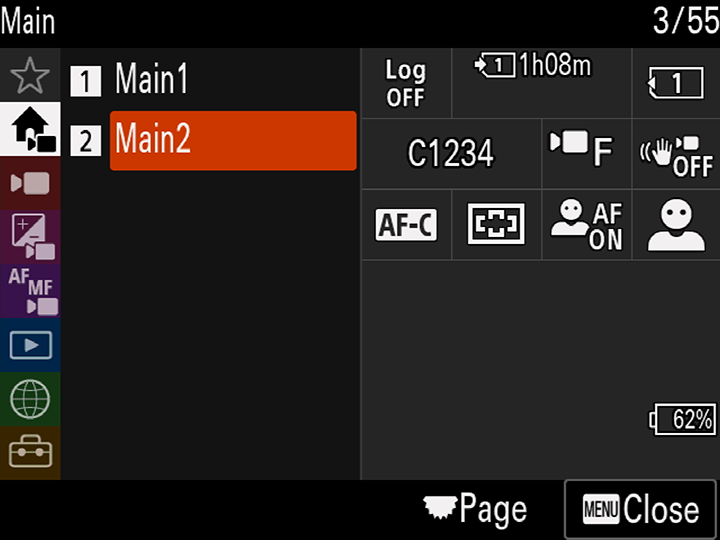 Main 3/55
1 Main1
2 Main2
Log
OFF
1 1h08m
1
C1234
F
OFF
AF-C
AF
ON
AF
MF
62%
Page
MENU Close